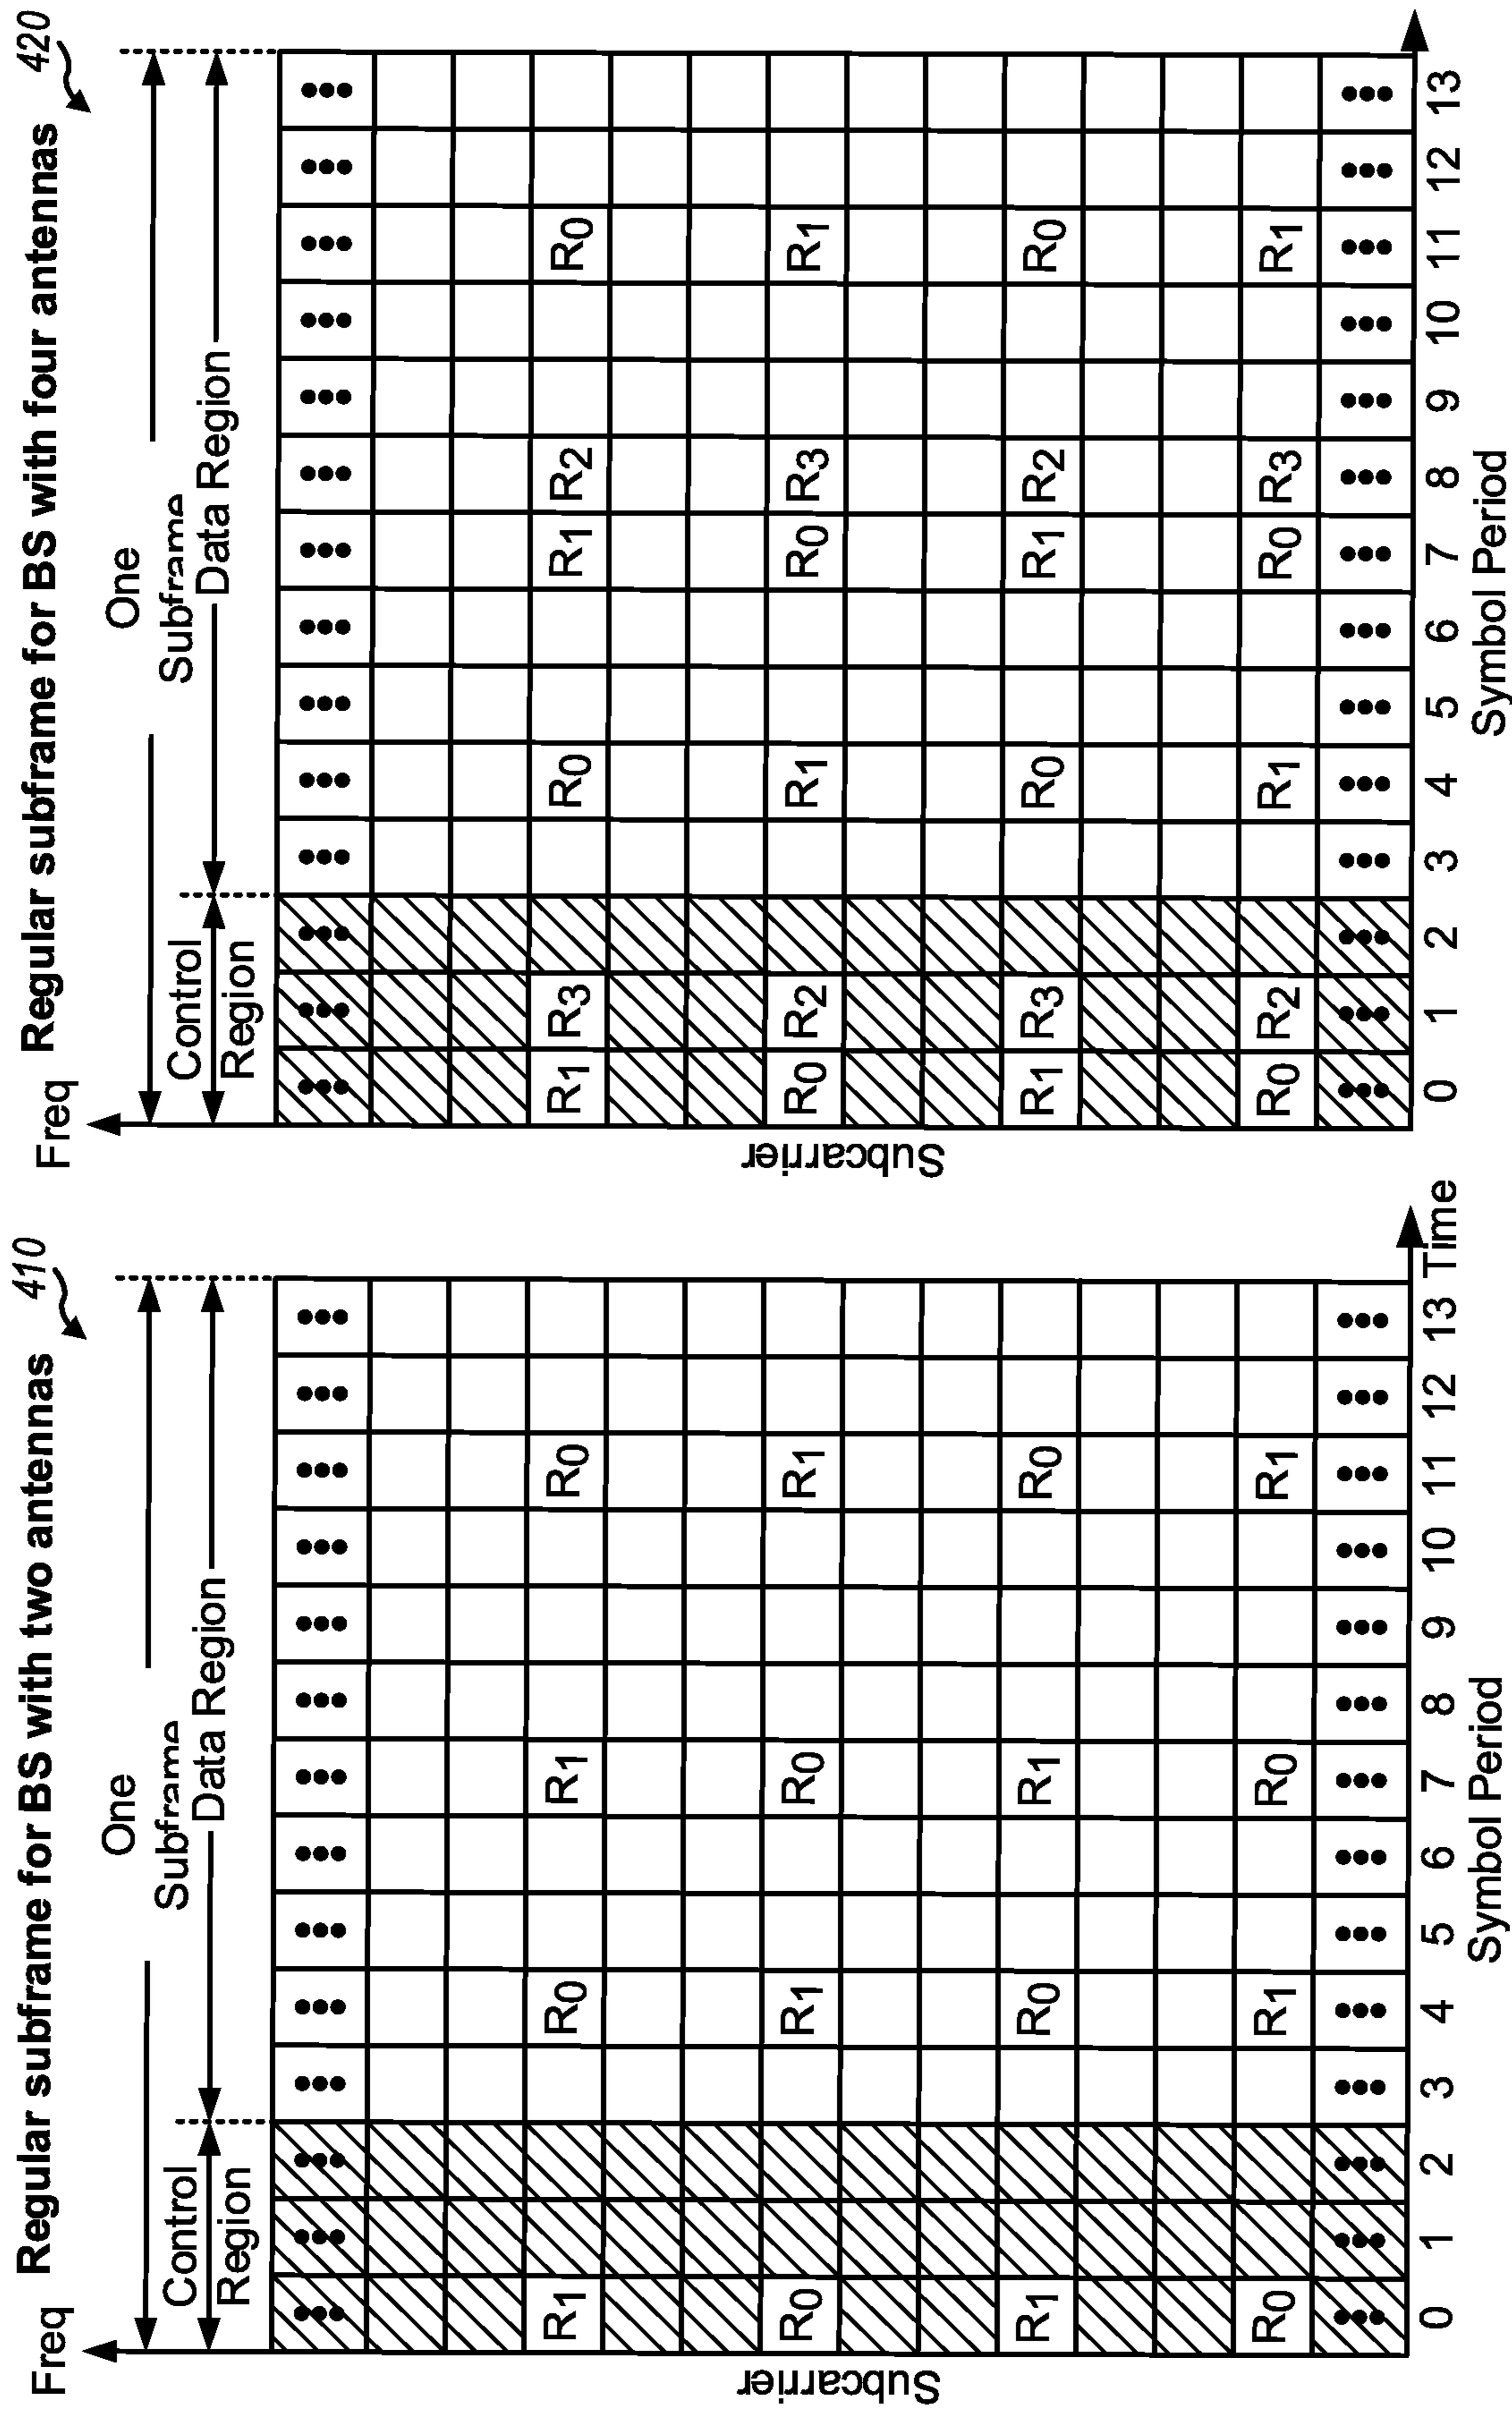 Regular subframe for BS with two antennas
410
Freq
One
Subframe
Control
Region
Data Region
Subcarrier
R1 R0 R1 R0
R0 R1 R0 R1
R1 R0 R1 R0
R0 R1 R0 R1
0 1 2 3 4 5 6 7 8 9 10 11 12 13 Time
Symbol Period
Regular subframe for BS with four antennas
420
Freq
One
Subframe
Control
Region
Data Region
Subcarrier
R1 R3 R0 R1 R2 R0
R0 R2 R1 R0 R3 R1
R1 R3 R0 R1 R2 R0
R0 R2 R1 R0 R3 R1
0 1 2 3 4 5 6 7 8 9 10 11 12 13
Symbol Period